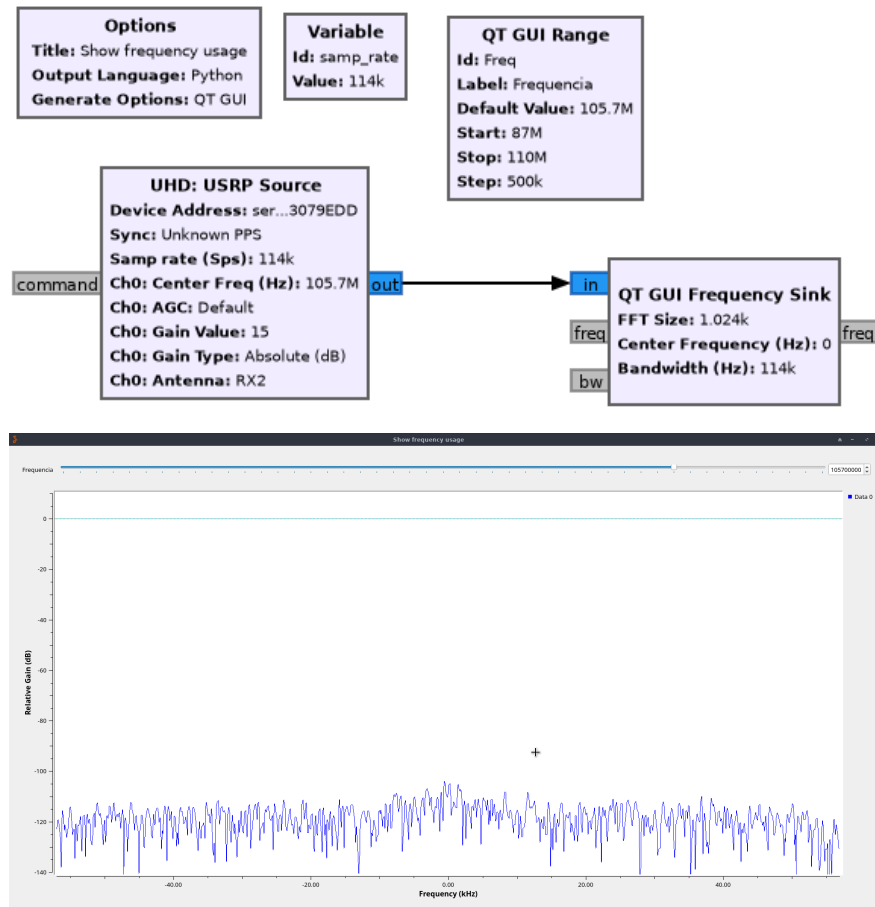 Options
Title: Show frequency usage
Output Language: Python
Generate Options: QT GUI
Variable
Id: samp_rate
Value: 114k
QT GUI Range
Id: Freq
Label: Frequencia
Default Value: 105.7M
Start: 87M
Stop: 110M
Step: 500k
UHD: USRP Source
Device Address: ser...3079EDD
Sync: Unknown PPS
Samp rate (Sps): 114k
Ch0: Center Freq (Hz): 105.7M
Ch0: AGC: Default
Ch0: Gain Value: 15
Ch0: Gain Type: Absolute (dB)
Ch0: Antenna: RX2
command
out
in
freq
bw
QT GUI Frequency Sink
FFT Size: 1.024k
Center Frequency (Hz): 0
Bandwidth (Hz): 114k
freq
Show frequency usage
Frequencia
105700000
Data 0
Relative Gain (dB)
0
-20
-40
-60
-80
-100
-120
-140
-40.00
-20.00
0.00
20.00
40.00
Frequency (kHz)